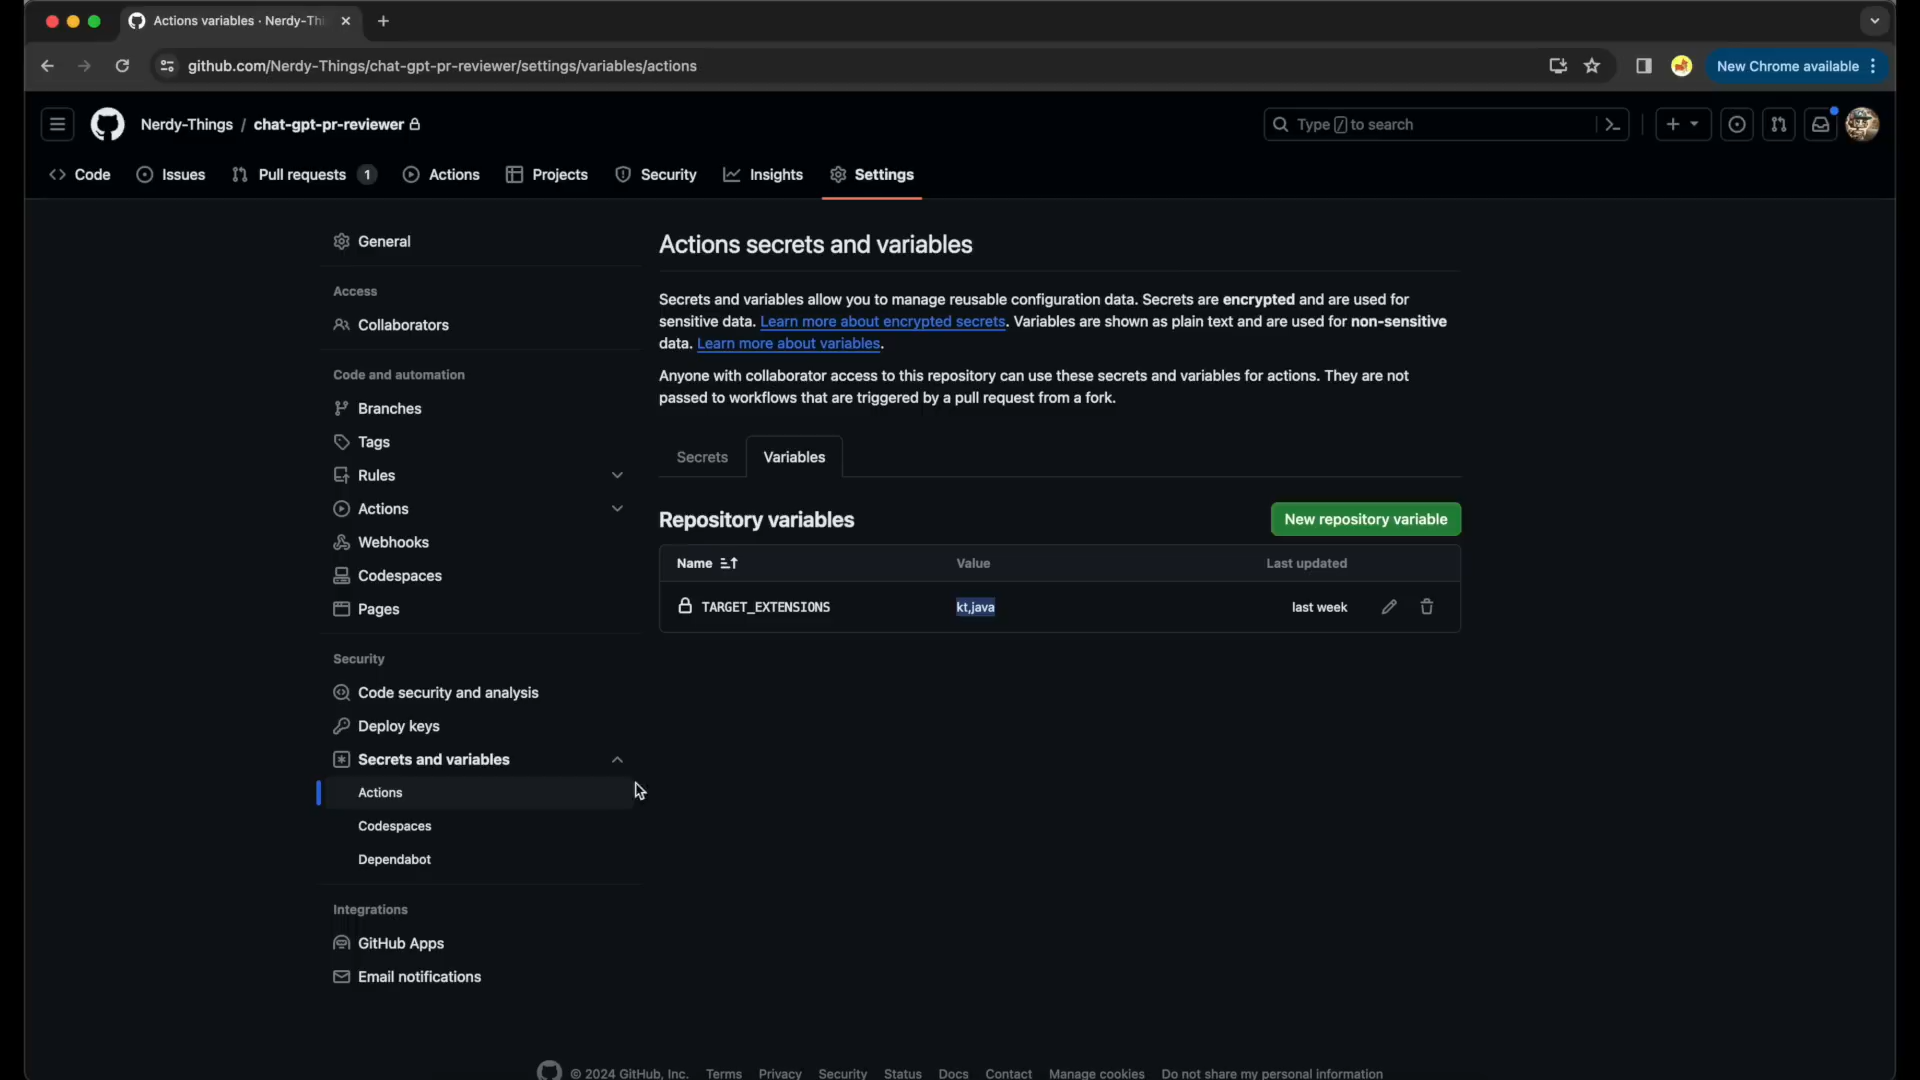 Actions variables · Nerdy-Thi
github.com/Nerdy-Things/chat-gpt-pr-reviewer/settings/variables/actions
New Chrome available
Nerdy-Things / chat-gpt-pr-reviewer
Type / to search
Code
Issues
Pull requests 1
Actions
Projects
Security
Insights
Settings
General
Access
Collaborators
Code and automation
Branches
Tags
Rules
Actions
Webhooks
Codespaces
Pages
Security
Code security and analysis
Deploy keys
Secrets and variables
Actions
Codespaces
Dependabot
Integrations
GitHub Apps
Email notifications
Actions secrets and variables
Secrets and variables allow you to manage reusable configuration data. Secrets are encrypted and are used for
sensitive data. Learn more about encrypted secrets. Variables are shown as plain text and are used for non-sensitive
data. Learn more about variables.
Anyone with collaborator access to this repository can use these secrets and variables for actions. They are not
passed to workflows that are triggered by a pull request from a fork.
Secrets
Variables
Repository variables
New repository variable
Name Value Last updated
TARGET_EXTENSIONS kt,java last week
© 2024 GitHub, Inc. Terms Privacy Security Status Docs Contact Manage cookies Do not share my personal information